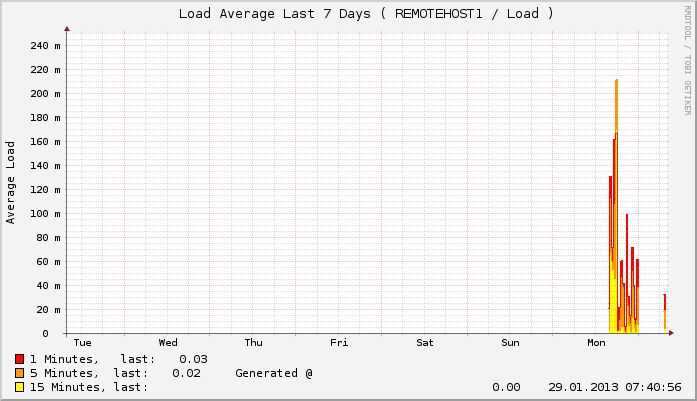 Load Average Last 7 Days ( REMOTEHOST1 / Load )
RRDTOOL / TOBI OETIKER
Average Load
240 m
220 m
200 m
180 m
160 m
140 m
120 m
100 m
80 m
60 m
40 m
20 m
0
Tue Wed Thu Fri Sat Sun Mon
1 Minutes, last: 0.03
5 Minutes, last: 0.02 Generated @
15 Minutes, last: 0.00 29.01.2013 07:40:56